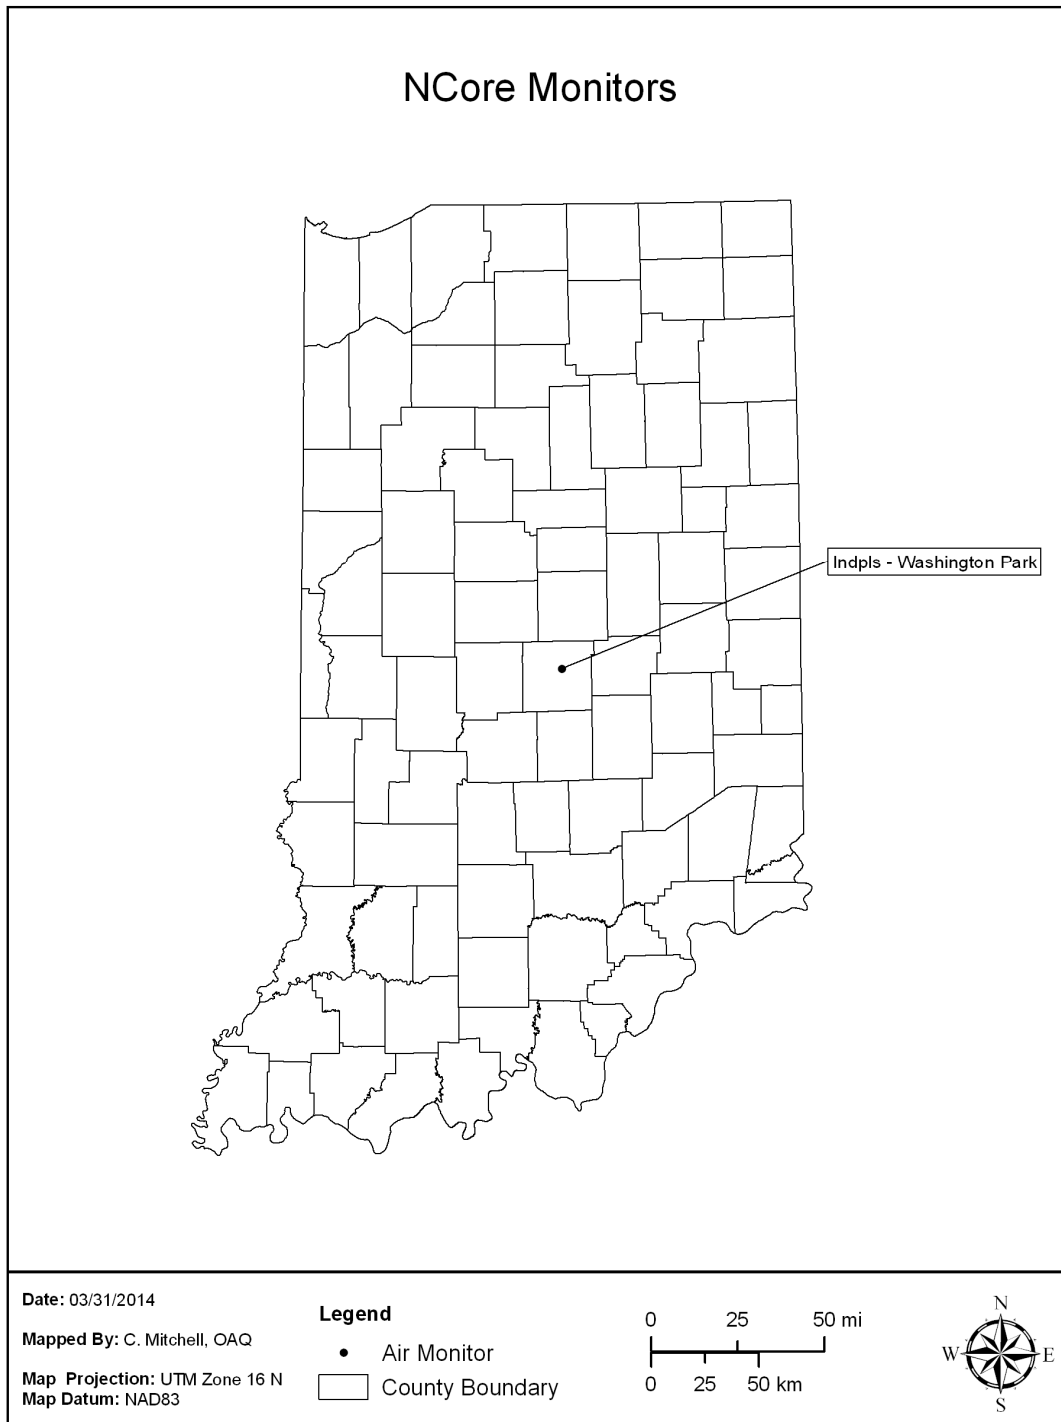 NCore Monitors
Indpls - Washington Park
Date: 03/31/2014
Mapped By: C. Mitchell, OAQ
Map Projection: UTM Zone 16 N
Map Datum: NAD83
Legend
Air Monitor
County Boundary
0 25 50 mi
0 25 50 km
N
W E
S